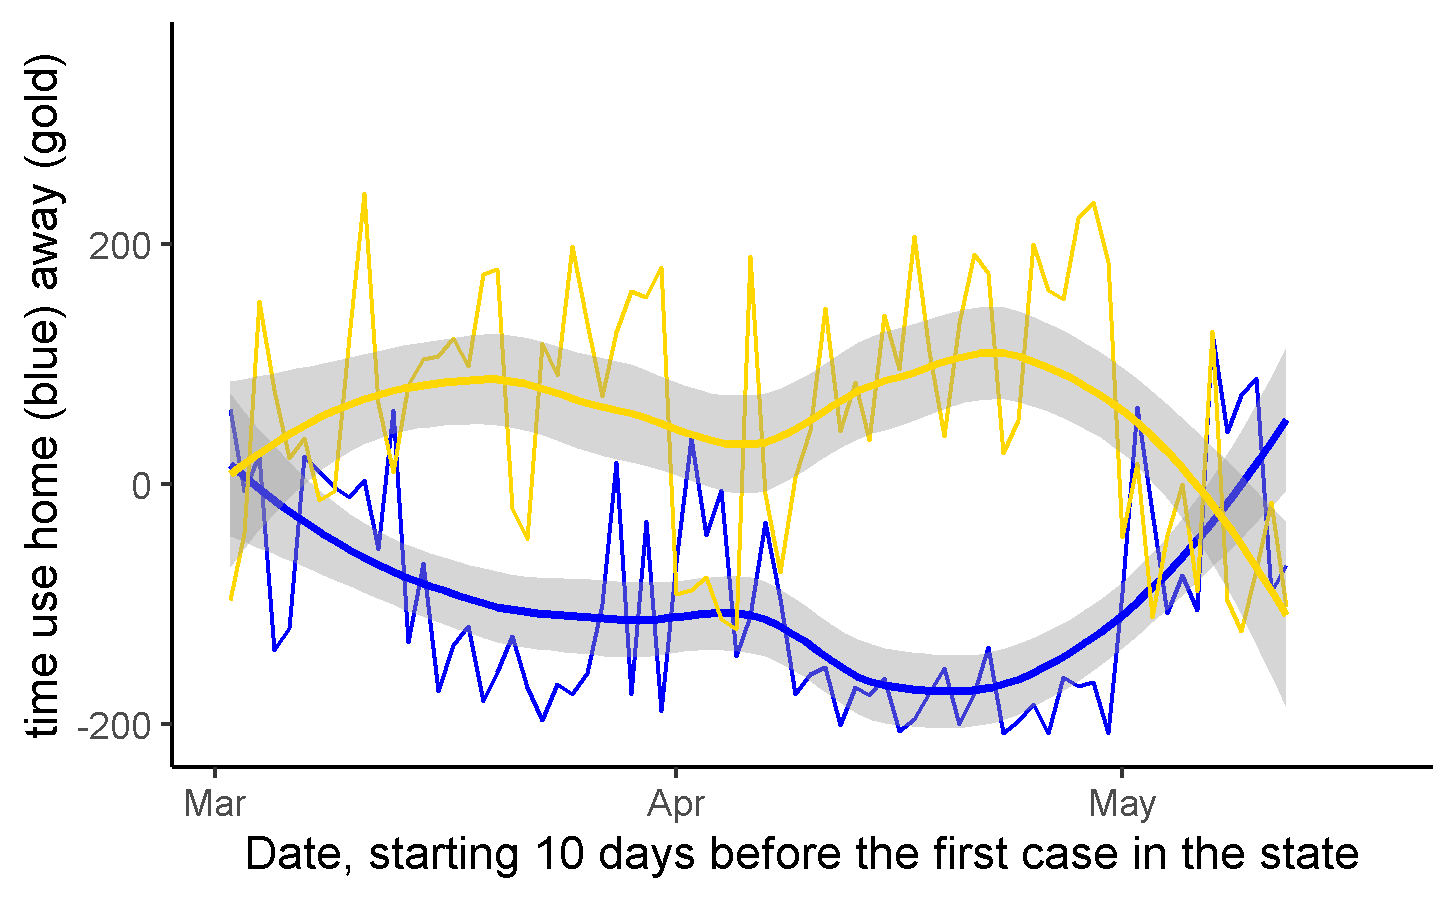 time use home (blue) away (gold)
200
0
-200
Mar
Apr
May
Date, starting 10 days before the first case in the state